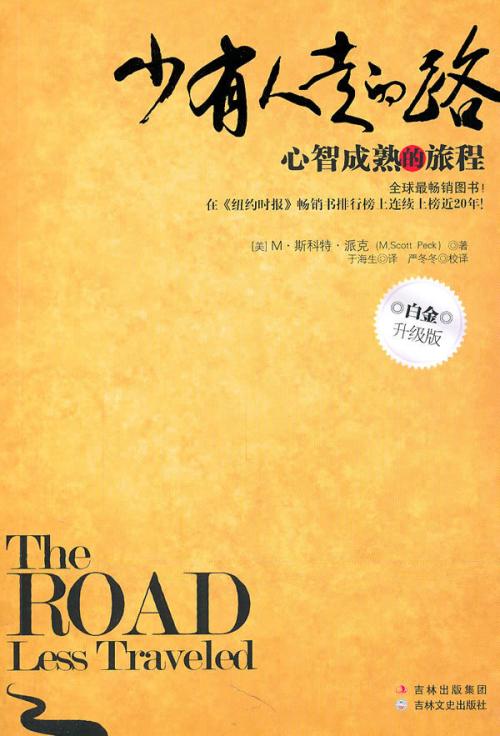 少有人走的路
心智成熟的旅程
全球最畅销图书!
在《纽约时报》畅销书排行榜上连续上榜近20年!
[美] M·斯科特·派克 (M.Scott Peck) ◎著
于海生◎译 严冬冬◎校译
◎白金◎
升级版
The
ROAD
Less Traveled
吉林出版集团
吉林文史出版社